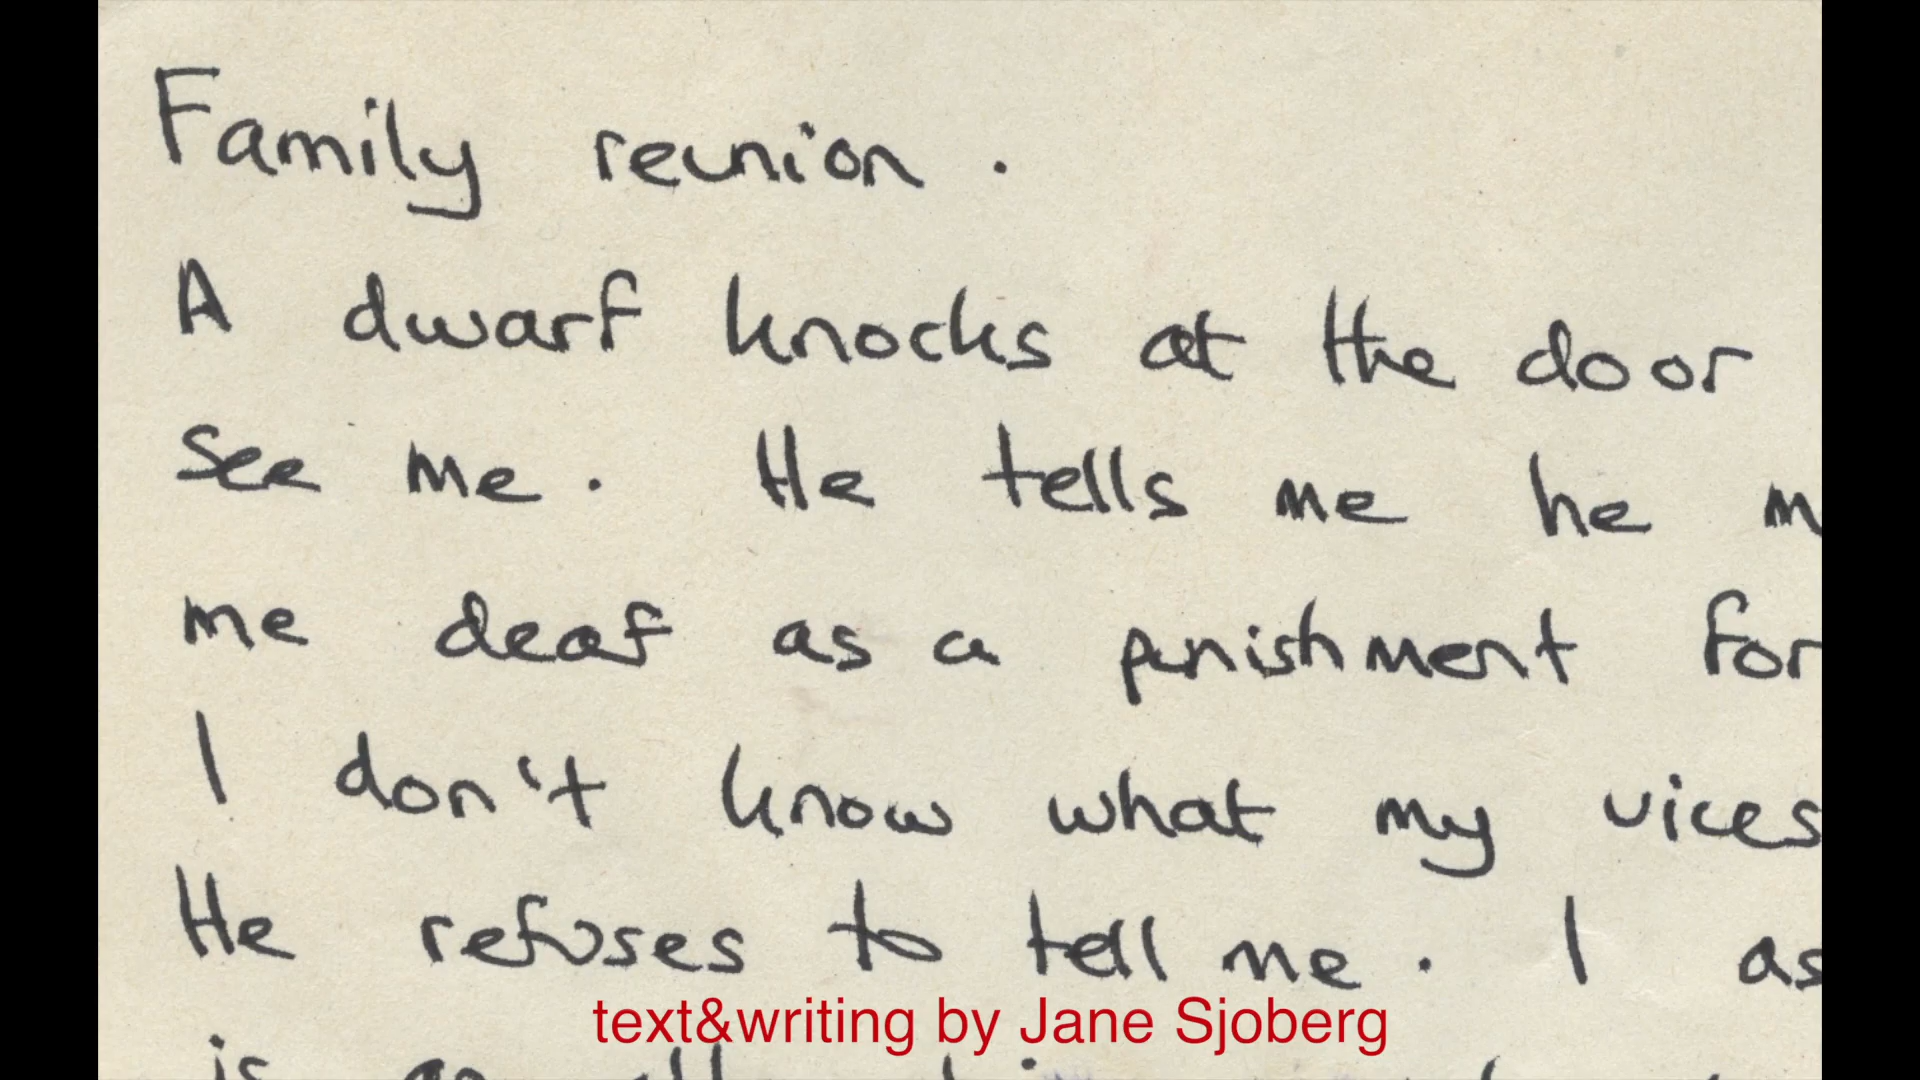 Family reunion.
A dwarf knocks at the door
see me. He tells me he
me deaf as a punishment for
I don't know what my vices
He refuses to tell me. I
text&writing by Jane Sjoberg
is